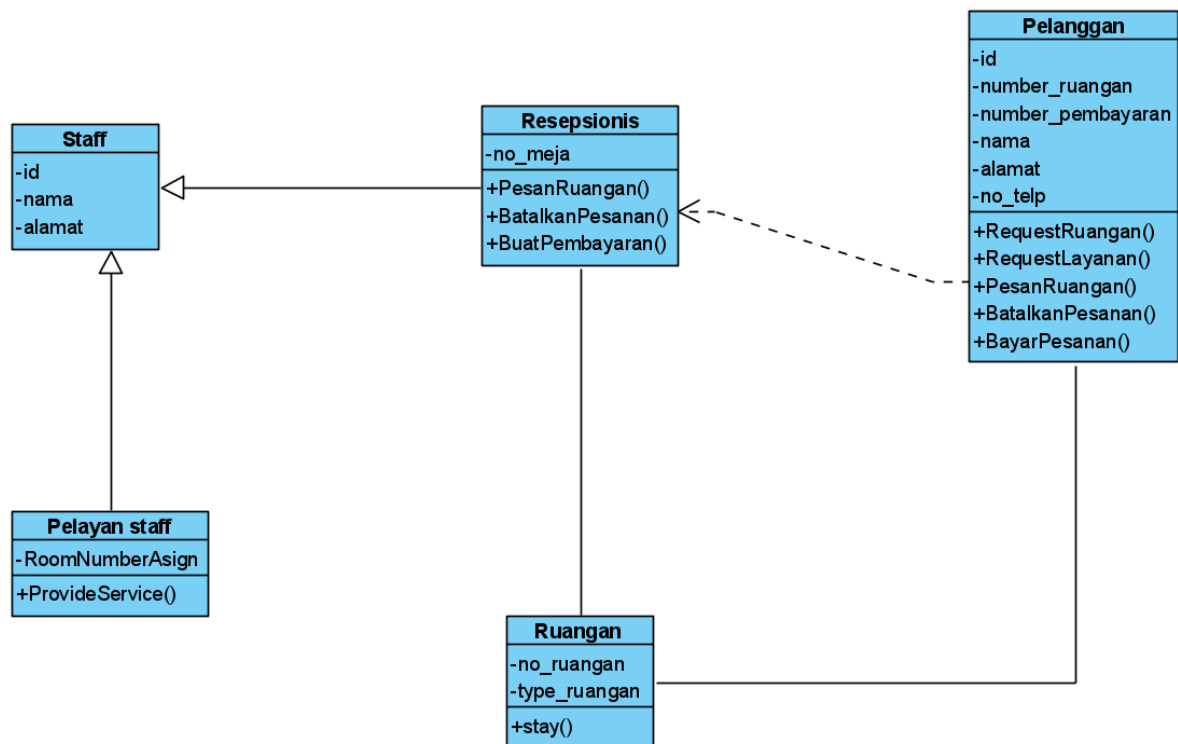 Staff
-id
-nama
-alamat
Resepsionis
-no_meja
+PesanRuangan()
+BatalkanPesanan()
+BuatPembayaran()
Pelanggan
-id
-number_ruangan
-number_pembayaran
-nama
-alamat
-no_telp
+RequestRuangan()
+RequestLayanan()
+PesanRuangan()
+BatalkanPesanan()
+BayarPesanan()
Pelayan staff
-RoomNumberAsign
+ProvideService()
Ruangan
-no_ruangan
-type_ruangan
+stay()